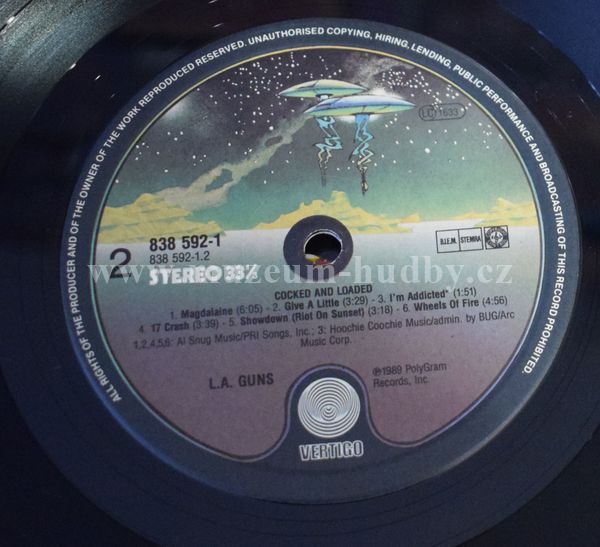 ALL RIGHTS OF THE PRODUCER AND OF THE OWNER OF THE WORK REPRODUCED RESERVED. UNAUTHORISED COPYING, HIRING, LENDING, PUBLIC PERFORMANCE AND BROADCASTING OF THIS RECORD PROHIBITED.
LC 1633
2
838 592-1
838 592-1.2
STEREO 33⅓
B.I.E.M. STEMRA
muzeum-hudby.cz
COCKED AND LOADED
1. Magdalaine (6:05) - 2. Give A Little (3:29) - 3. I'm Addicted* (1:51)
4. 17 Crash (3:39) - 5. Showdown (Riot On Sunset) (3:18) - 6. Wheels Of Fire (4:56)
1,2,4,5,6: Al Snug Music/PRI Songs, Inc.; 3: Hoochie Coochie Music/admin. by BUG/Arc
Music Corp.
L.A. GUNS
℗1989 PolyGram
Records, Inc.
VERTIGO